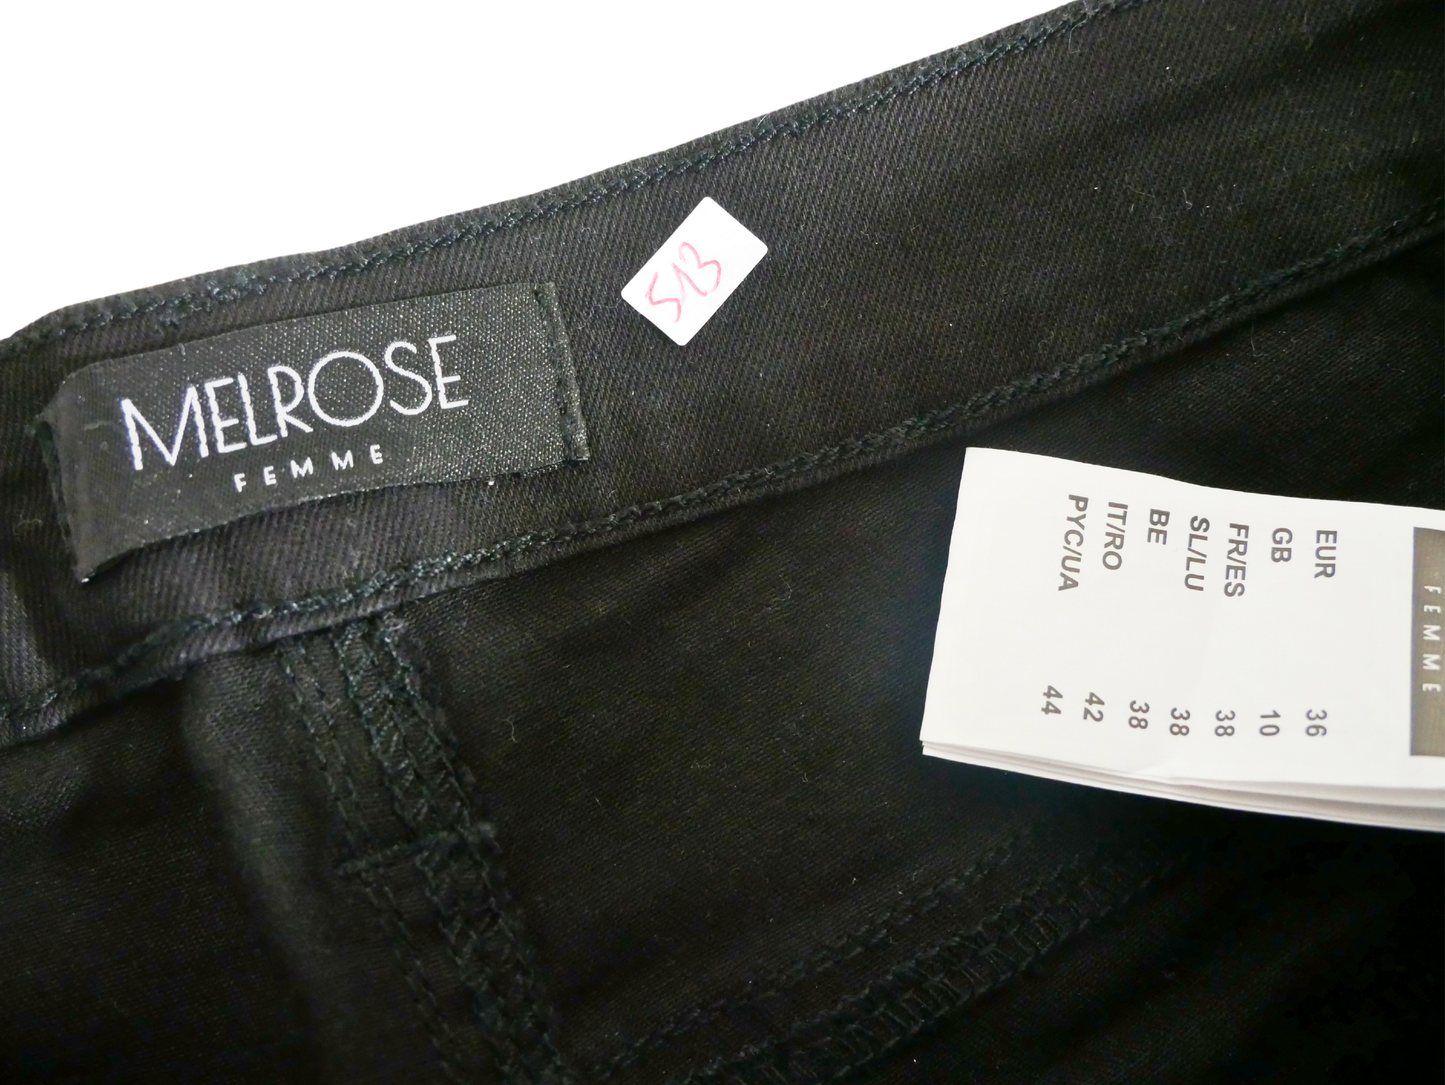 MELROSE
FEMME
513
FEMME
EUR 36
GB 10
FR/ES 38
SL/LU 38
BE 38
IT/RO 42
PYC/UA 44